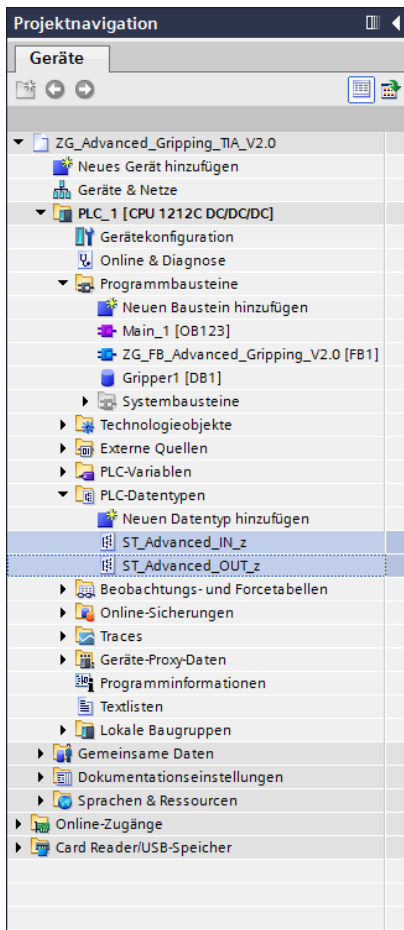 Projektnavigation
Geräte
ZG_Advanced_Gripping_TIA_V2.0
Neues Gerät hinzufügen
Geräte & Netze
PLC_1 [CPU 1212C DC/DC/DC]
Gerätekonfiguration
Online & Diagnose
Programmbausteine
Neuen Baustein hinzufügen
Main_1 [OB123]
ZG_FB_Advanced_Gripping_V2.0 [FB1]
Gripper1 [DB1]
Systembausteine
Technologieobjekte
Externe Quellen
PLC-Variablen
PLC-Datentypen
Neuen Datentyp hinzufügen
ST_Advanced_IN_z
ST_Advanced_OUT_z
Beobachtungs- und Forcetabellen
Online-Sicherungen
Traces
Geräte-Proxy-Daten
Programminformationen
Textlisten
Lokale Baugruppen
Gemeinsame Daten
Dokumentationseinstellungen
Sprachen & Ressourcen
Online-Zugänge
Card Reader/USB-Speicher